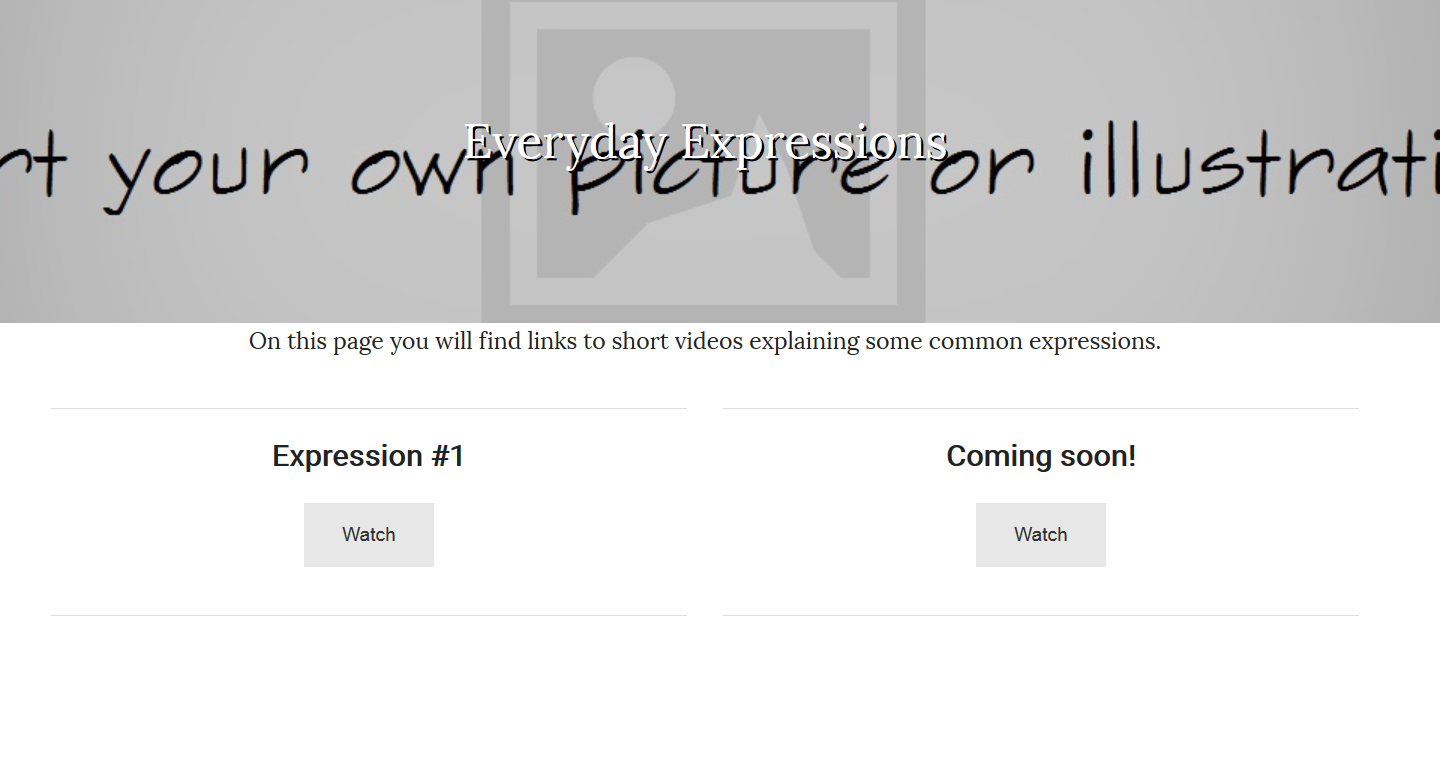 Everyday Expressions
rt your own picture or illustrati
On this page you will find links to short videos explaining some common expressions.
Expression #1
Coming soon!
Watch
Watch